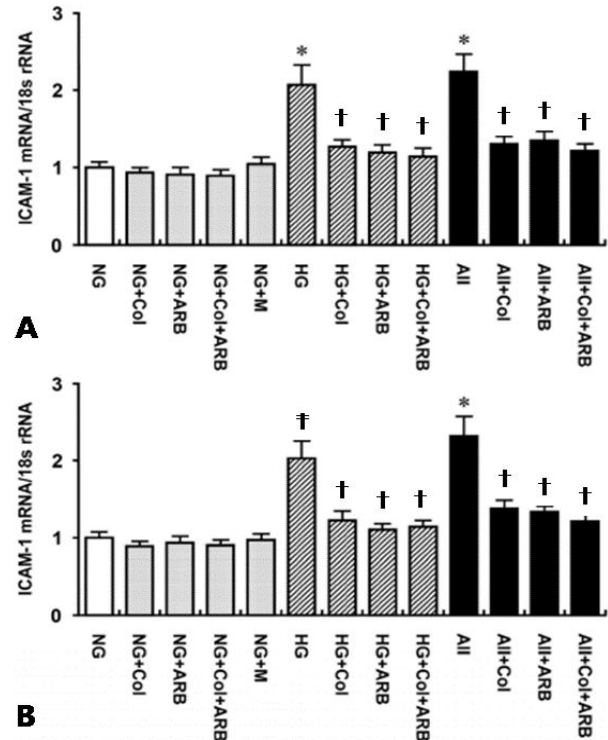 3
* *
2
† † † † † †
1
0
ICAM-1 mRNA/18s rRNA
NG NG+Col NG+ARB NG+Col+ARB NG+M HG HG+Col HG+ARB HG+Col+ARB AII AII+Col AII+ARB AII+Col+ARB
A
3
‡ *
2
† † † † † †
1
0
ICAM-1 mRNA/18s rRNA
NG NG+Col NG+ARB NG+Col+ARB NG+M HG HG+Col HG+ARB HG+Col+ARB AII AII+Col AII+ARB AII+Col+ARB
B